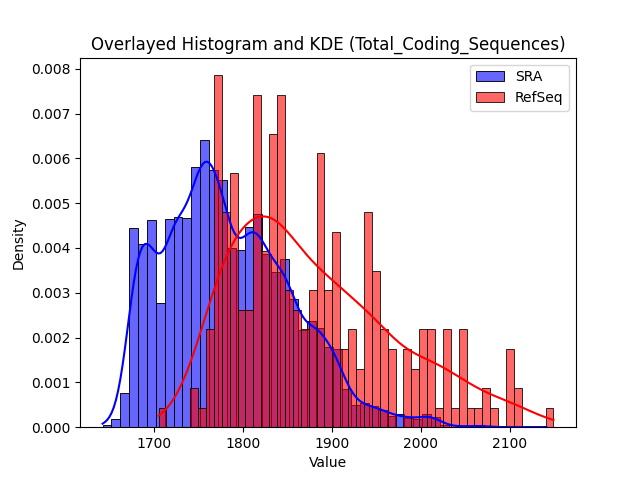 Overlayed Histogram and KDE (Total_Coding_Sequences)
SRA
RefSeq
0.008
0.007
0.006
0.005
0.004
0.003
0.002
0.001
0.000
Density
1700 1800 1900 2000 2100
Value